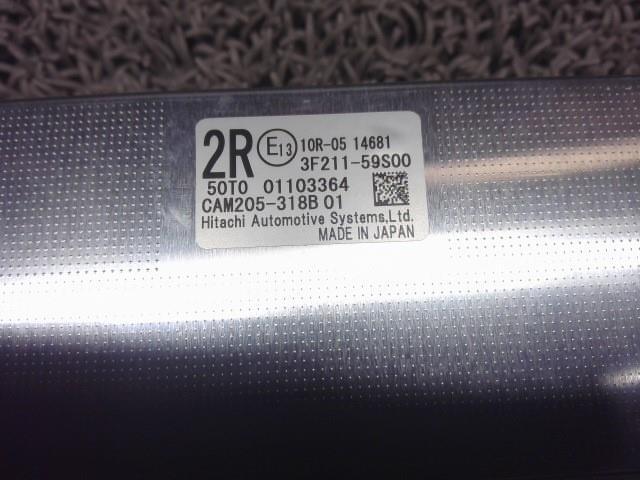 2R E13 10R-05 14681
3F211-59S00
50T0 01103364
CAM205-318B 01
Hitachi Automotive Systems,Ltd.
MADE IN JAPAN